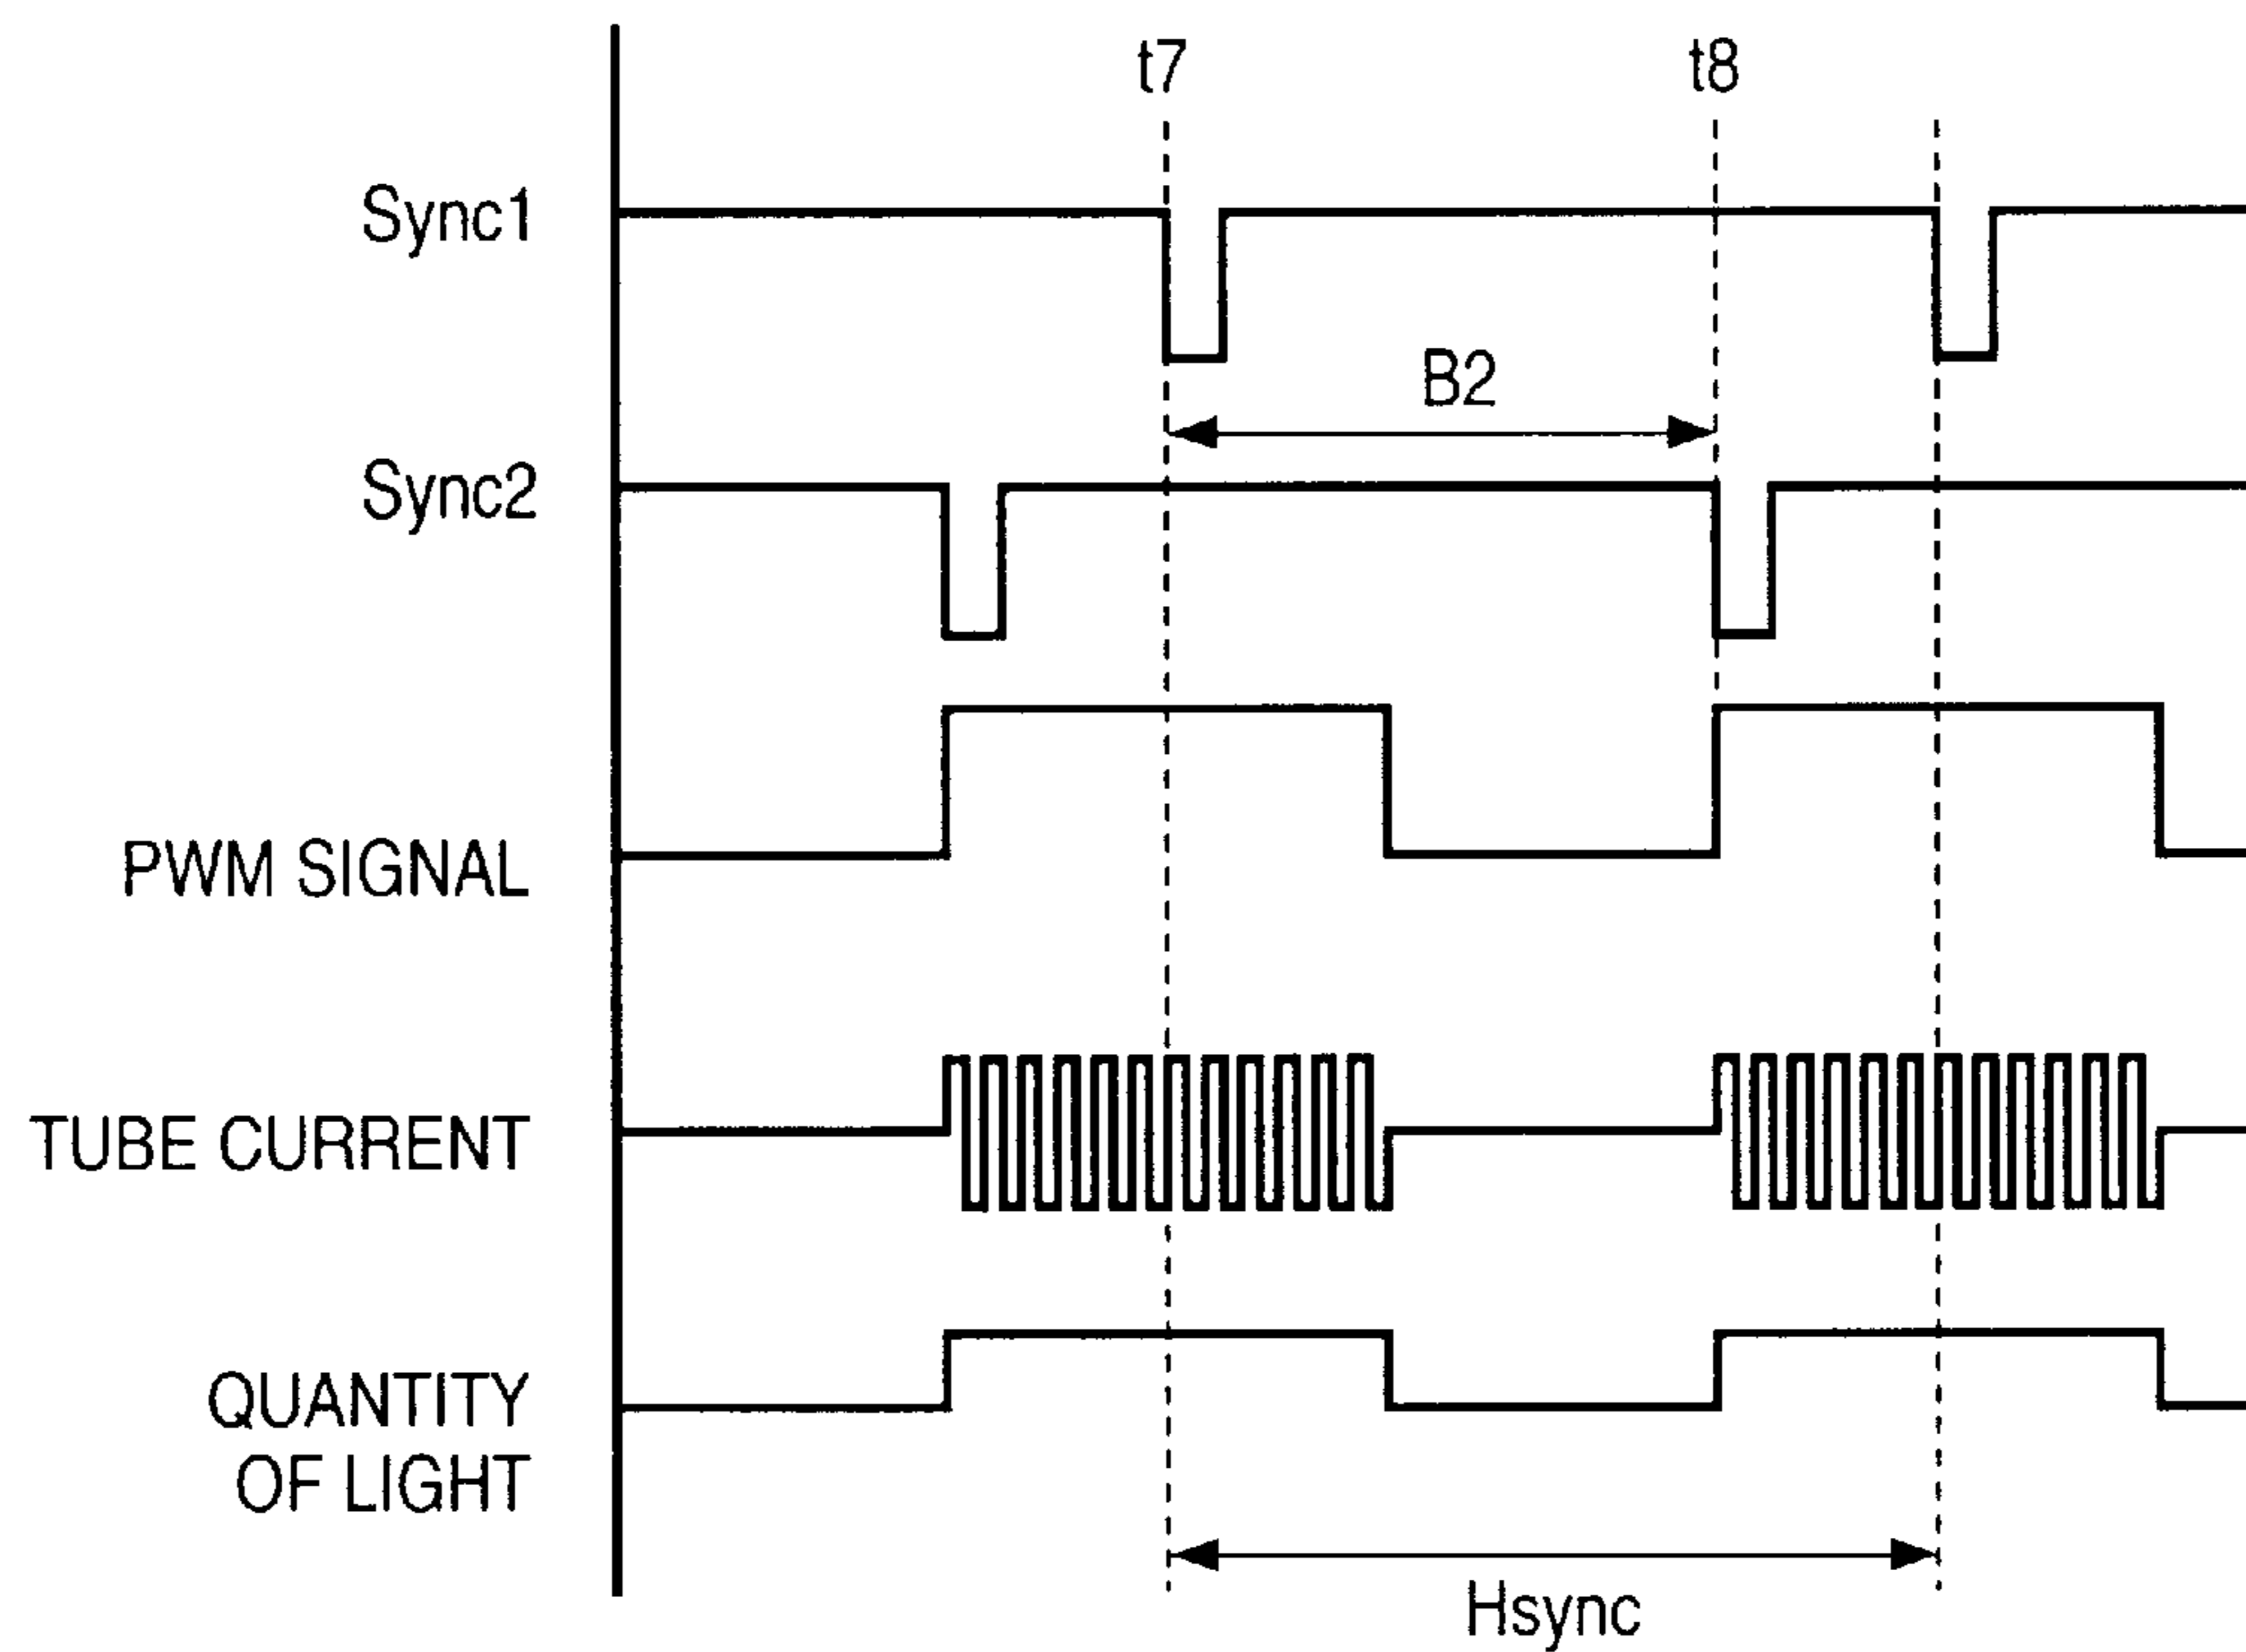 t7
t8
Sync1
B2
Sync2
PWM SIGNAL
TUBE CURRENT
QUANTITY
OF LIGHT
Hsync